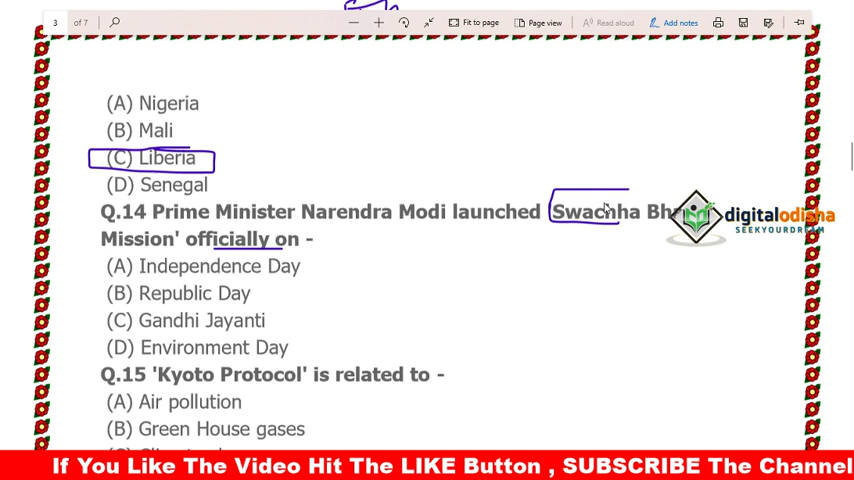 3 of 7 Fit to page Page view Read aloud Add notes
(A) Nigeria
(B) Mali
(C) Liberia
(D) Senegal
Q.14 Prime Minister Narendra Modi launched 'Swachha
digitalodisha
SEEKYOURDREAM
Mission' officially on -
(A) Independence Day
(B) Republic Day
(C) Gandhi Jayanti
(D) Environment Day
Q.15 'Kyoto Protocol' is related to -
(A) Air pollution
(B) Green House gases
If You Like The Video Hit The LIKE Button , SUBSCRIBE The Channel